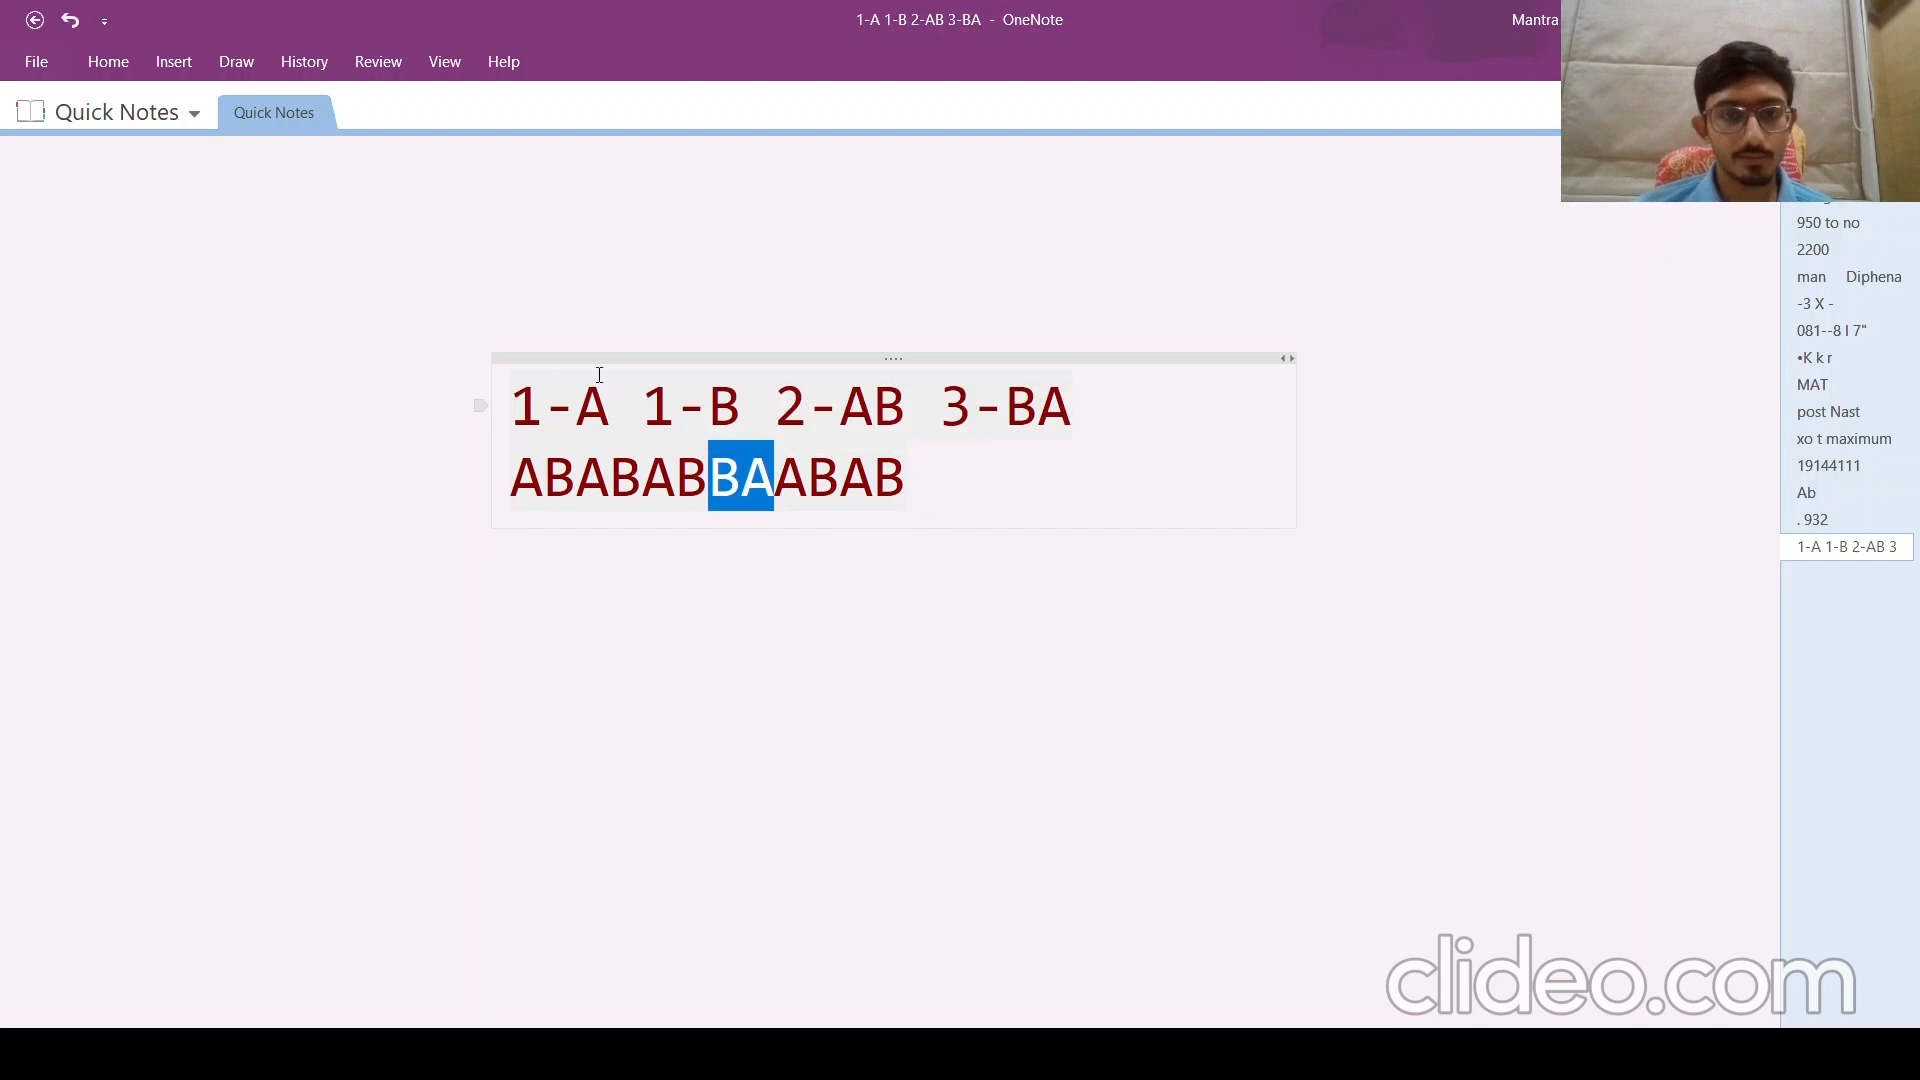 1-A 1-B 2-AB 3-BA - OneNote
Mantra
File Home Insert Draw History Review View Help
Quick Notes
Quick Notes
1-A 1-B 2-AB 3-BA
ABABABBAABAB
950 to no
2200
man Diphena
-3 X -
081--8 I 7"
•K k r
MAT
post Nast
xo t maximum
19144111
Ab
. 932
1-A 1-B 2-AB 3
clideo.com